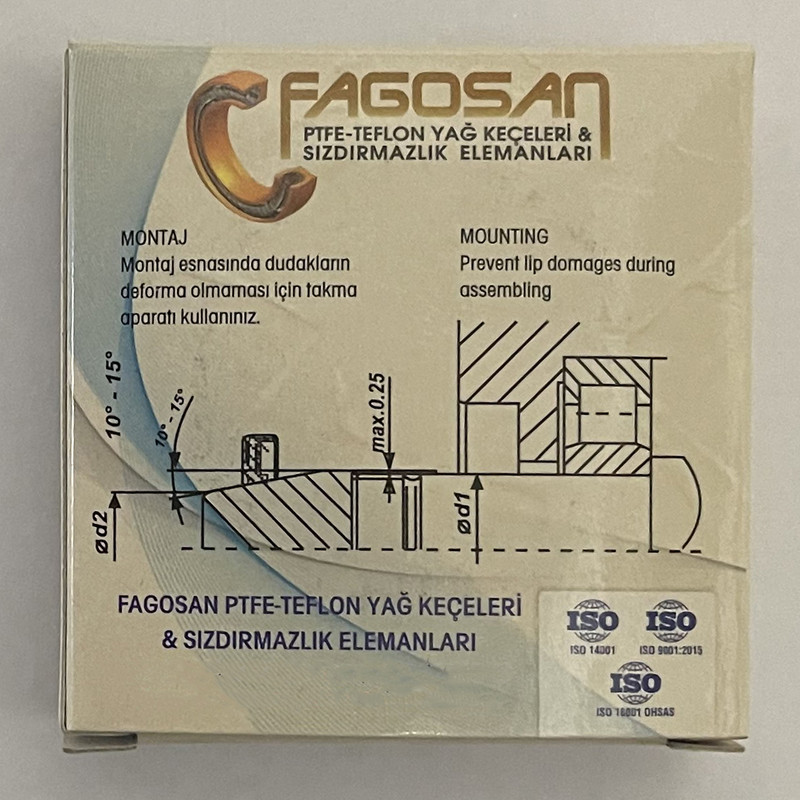 FAGOSAN
PTFE-TEFLON YAĞ KEÇELERİ &
SIZDIRMAZLIK ELEMANLARI
MONTAJ
Montaj esnasında dudakların
deforma olmaması için takma
aparatı kullanınız.
MOUNTING
Prevent lip domages during
assembling
10° - 15°
10° - 15°
max.0.25
ød2
ød1
FAGOSAN PTFE-TEFLON YAĞ KEÇELERİ
& SIZDIRMAZLIK ELEMANLARI
ISO
ISO 14001
ISO
ISO 9001:2015
ISO
ISO 18001 OHSAS